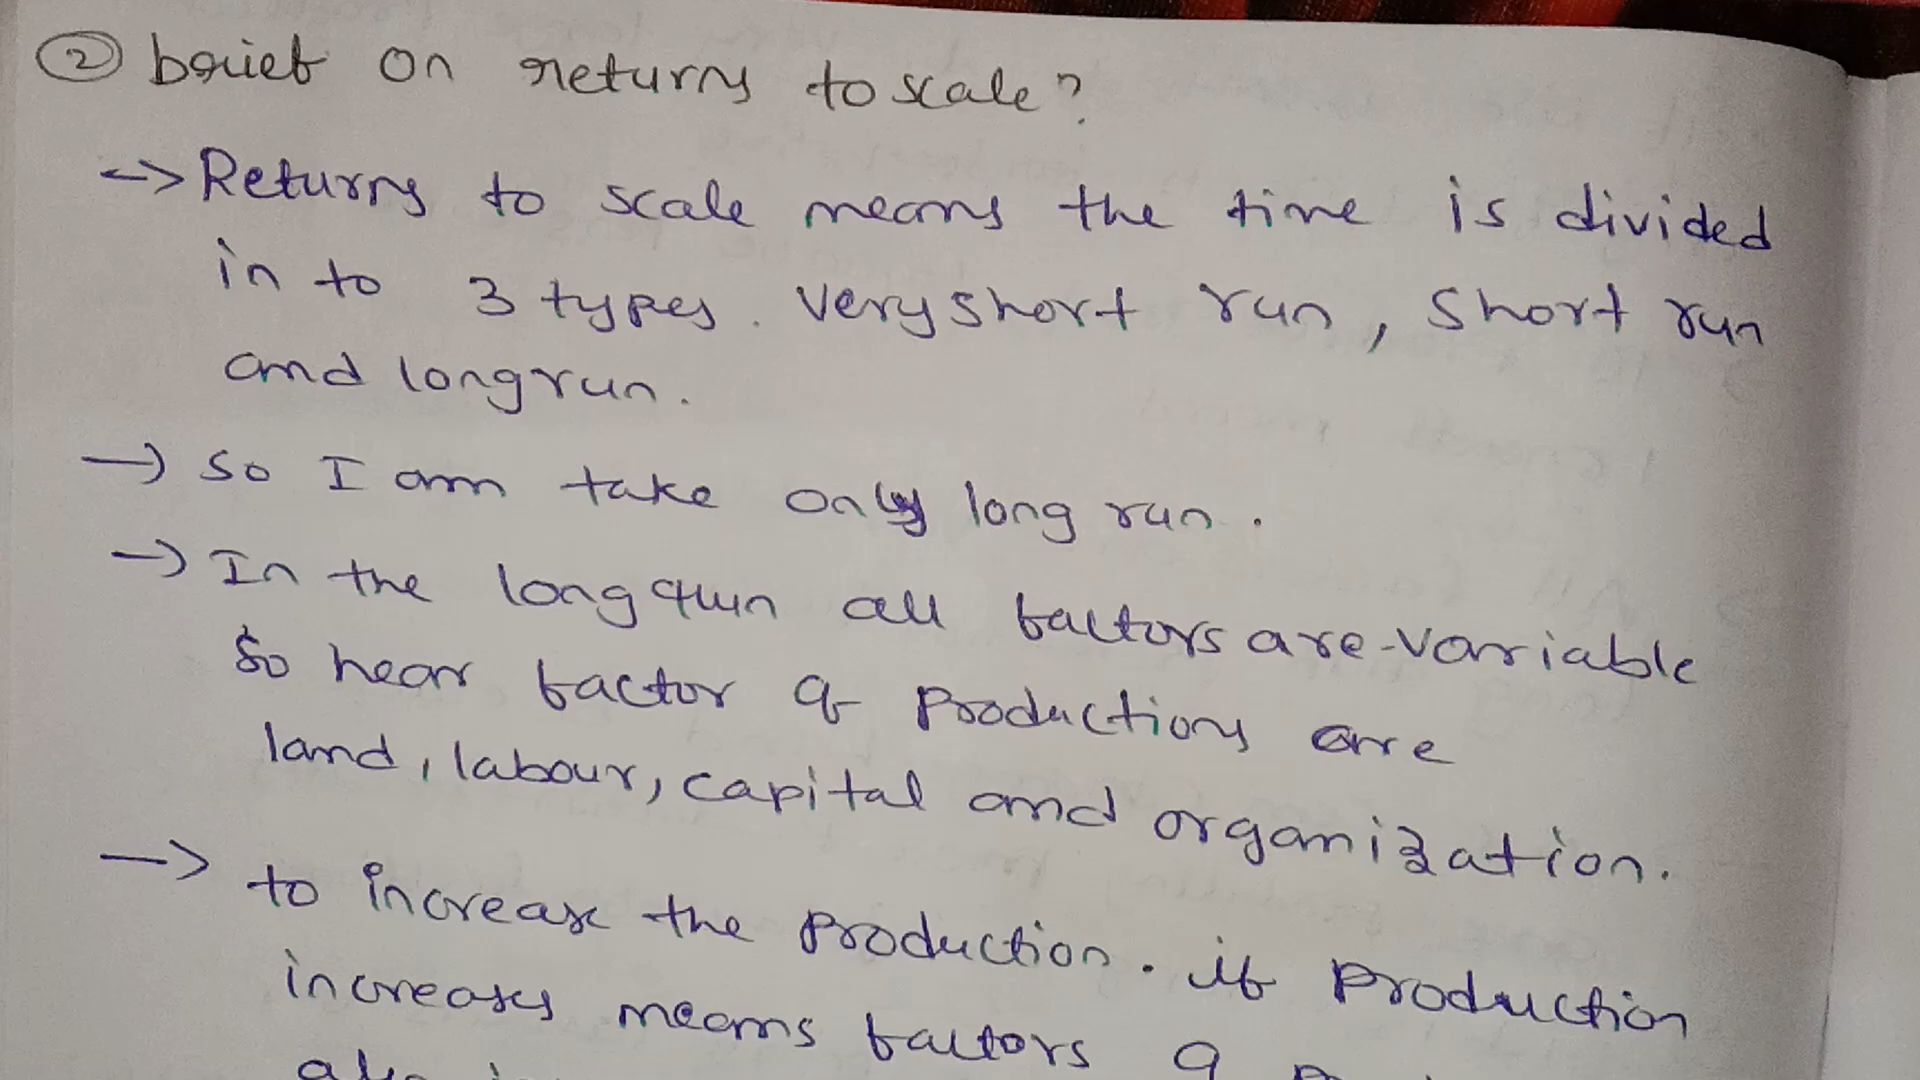 ② brief on returns to scale?
-> Returns to scale means the time is divided
in to 3 types. Very short run, short run
and long run.
-> so I am take only long run.
-> In the long run all factors are-variable
So hear factor of productions are
land, labour, capital and organization.
-> to increase the production. if production
increases means factors